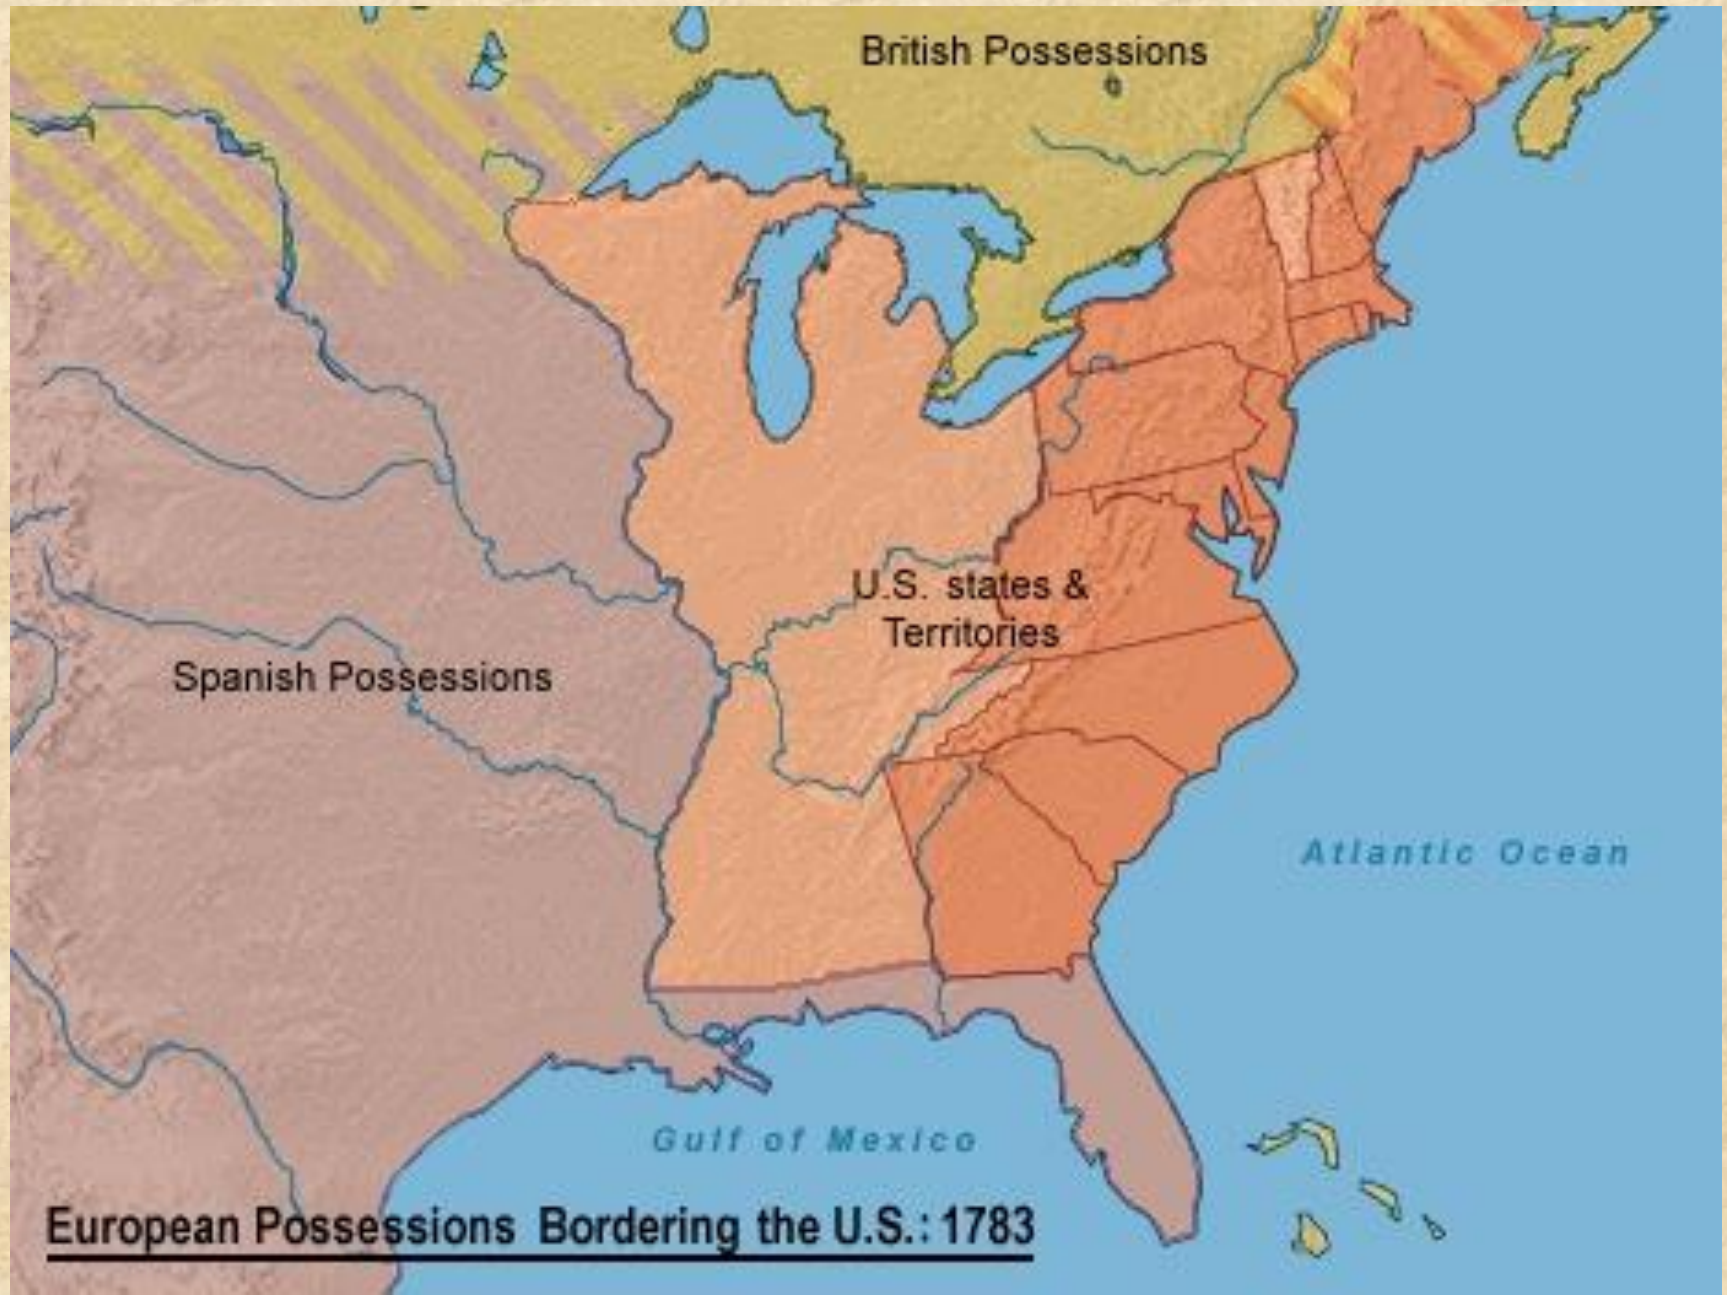 British Possessions
U.S. states &
Territories
Spanish Possessions
Atlantic Ocean
Gulf of Mexico
European Possessions Bordering the U.S.: 1783